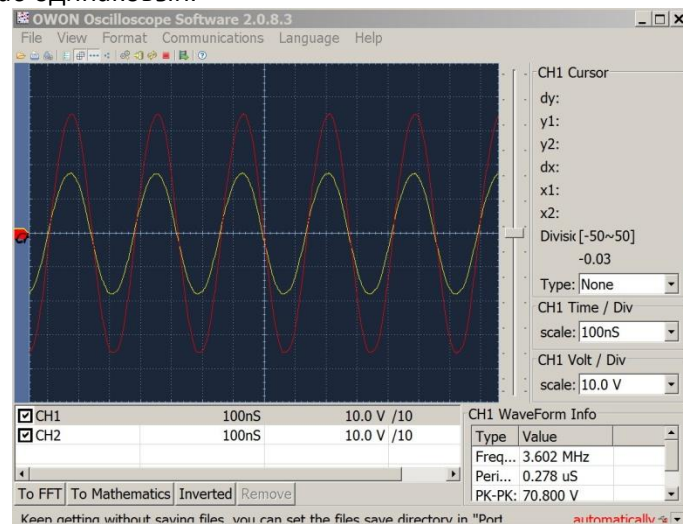 одинаковый.
OWON Oscilloscope Software 2.0.8.3
File View Format Communications Language Help
CH1 Cursor
dy:
y1:
y2:
dx:
x1:
x2:
Divisic [-50~50]
-0.03
Type: None
CH1 Time / Div
scale: 100nS
CH1 Volt / Div
scale: 10.0 V
CH1 100nS 10.0 V /10
CH2 100nS 10.0 V /10
CH1 WaveForm Info
Type Value
Freq... 3.602 MHz
Peri... 0.278 uS
PK-PK: 70.800 V
To FFT To Mathematics Inverted Remove
Keep getting without saving files, you can set the files save directory in "Port
automatically